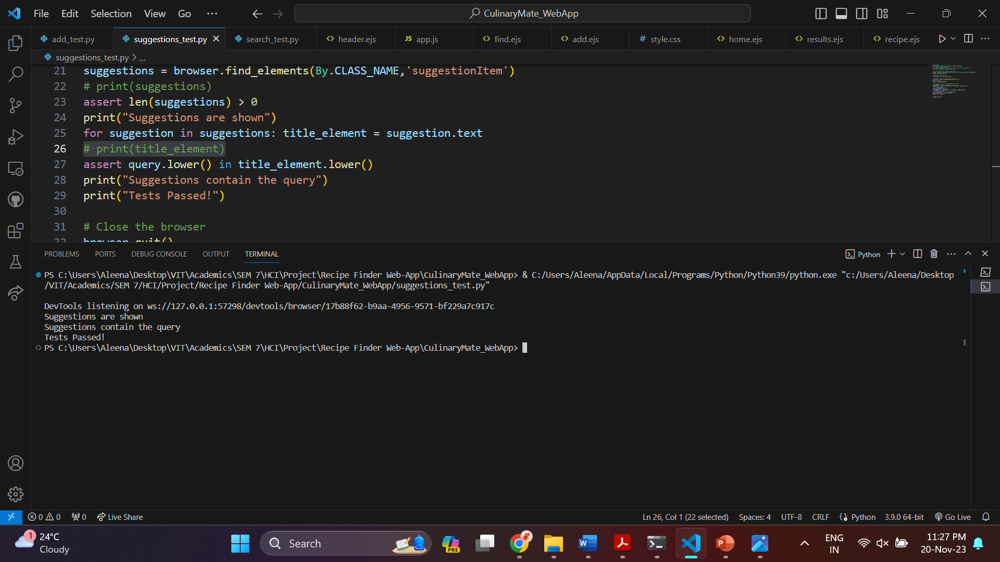 File Edit Selection View Go ··· CulinaryMate_WebApp
add_test.py suggestions_test.py search_test.py header.ejs JS app.js find.ejs add.ejs # style.css home.ejs results.ejs recipe.ejs
suggestions_test.py > ...
21 suggestions = browser.find_elements(By.CLASS_NAME,'suggestionItem')
22 # print(suggestions)
23 assert len(suggestions) > 0
24 print("Suggestions are shown")
25 for suggestion in suggestions: title_element = suggestion.text
26 # print(title_element)
27 assert query.lower() in title_element.lower()
28 print("Suggestions contain the query")
29 print("Tests Passed!")
30
31 # Close the browser
32 browser.quit()
PROBLEMS PORTS DEBUG CONSOLE OUTPUT TERMINAL Python
PS C:\Users\Aleena\Desktop\VIT\Academics\SEM 7\HCI\Project\Recipe Finder Web-App\CulinaryMate_WebApp> & C:/Users/Aleena/AppData/Local/Programs/Python/Python39/python.exe "c:/Users/Aleena/Desktop
/VIT/Academics/SEM 7/HCI/Project/Recipe Finder Web-App/CulinaryMate_WebApp/suggestions_test.py"
DevTools listening on ws://127.0.0.1:57298/devtools/browser/17b88f62-b9aa-4956-9571-bf229a7c917c
Suggestions are shown
Suggestions contain the query
Tests Passed!
PS C:\Users\Aleena\Desktop\VIT\Academics\SEM 7\HCI\Project\Recipe Finder Web-App\CulinaryMate_WebApp>
0 0 0 Live Share Ln 26, Col 1 (22 selected) Spaces: 4 UTF-8 CRLF Python 3.9.0 64-bit Go Live
1 24°C
Cloudy
Search
PRE
ENG
IN
11:27 PM
20-Nov-23